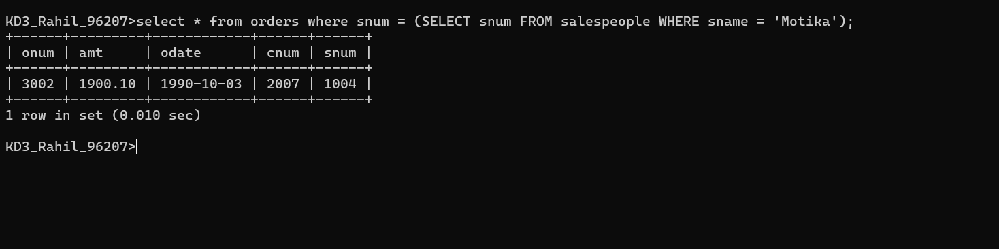 KD3_Rahil_96207>select * from orders where snum = (SELECT snum FROM salespeople WHERE sname = 'Motika');
+------+---------+------------+------+------+
| onum | amt     | odate      | cnum | snum |
+------+---------+------------+------+------+
| 3002 | 1900.10 | 1990-10-03 | 2007 | 1004 |
+------+---------+------------+------+------+
1 row in set (0.010 sec)
KD3_Rahil_96207>